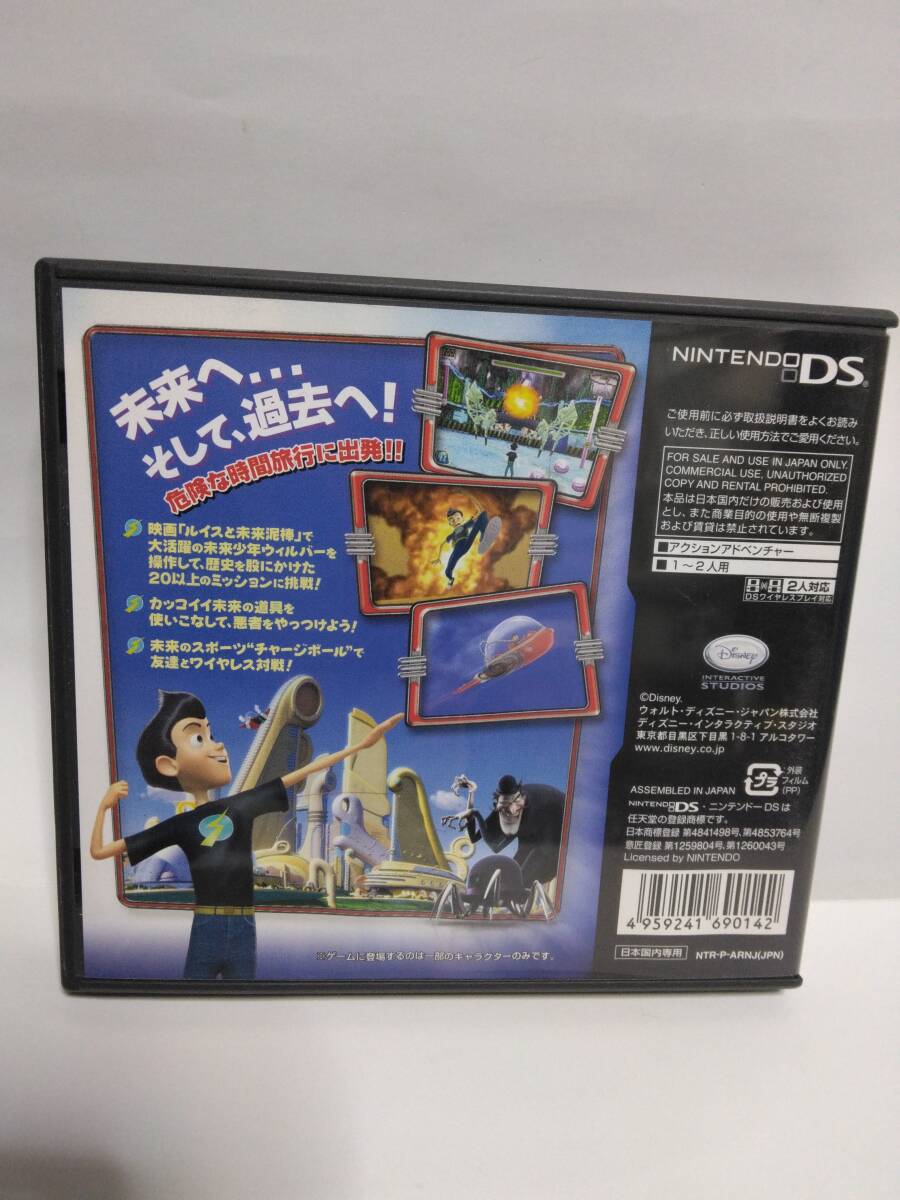 未来へ...
そして、過去へ!
危険な時間旅行に出発!!
映画「ルイスと未来泥棒」で
大活躍の未来少年ウィルバーを
操作して、歴史を股にかけた
20以上のミッションに挑戦!
カッコイイ未来の道具を
使いこなして、悪者をやっつけよう!
未来のスポーツ“チャージボール”で
友達とワイヤレス対戦!
※ゲームに登場するのは一部のキャラクターのみです。
NINTENDO DS®
ご使用前に必ず取扱説明書をよくお読み
いただき、正しい使用方法でご愛用ください。
FOR SALE AND USE IN JAPAN ONLY.
COMMERCIAL USE, UNAUTHORIZED
COPY AND RENTAL PROHIBITED.
本品は日本国内だけの販売および使用
とし、また商業目的の使用や無断複製
および賃貸は禁止されています。
■アクションアドベンチャー
■1〜2人用
2人対応
DSワイヤレスプレイ対応
Disney
INTERACTIVE
STUDIOS
©Disney.
ウォルト・ディズニー・ジャパン株式会社
ディズニー・インタラクティブ・スタジオ
東京都目黒区下目黒 1-8-1 アルコタワー
www.disney.co.jp
プラ
:外装
フィルム
(PP)
ASSEMBLED IN JAPAN
NINTENDO DS・ニンテンドーDSは
任天堂の登録商標です。
日本商標登録 第4841498号、第4853764号
意匠登録 第1259804号、第1260043号
Licensed by NINTENDO
4 959241 690142
日本国内専用
NTR-P-ARNJ(JPN)